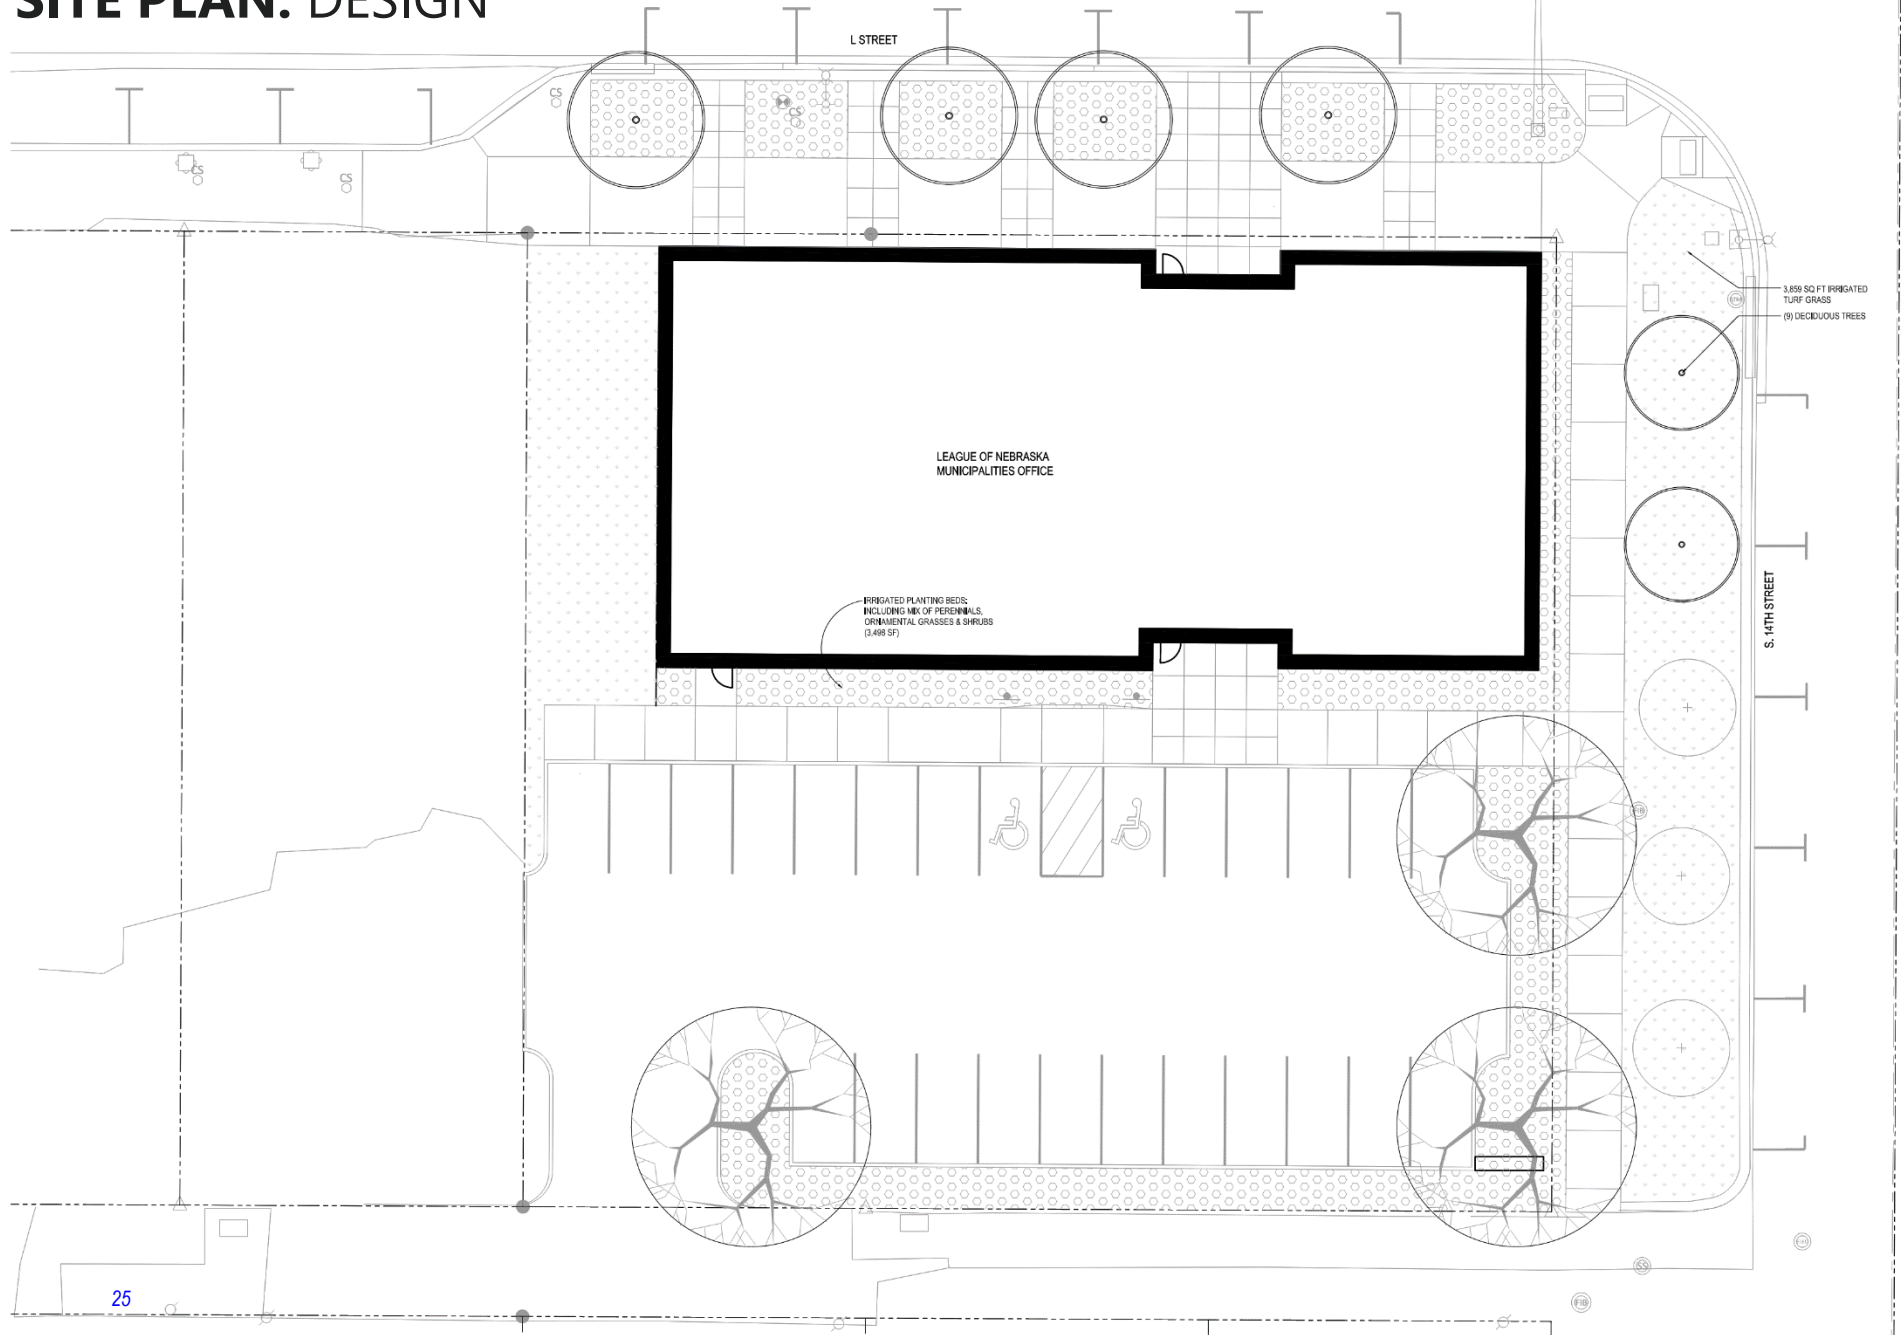 SITE PLAN: DESIGN
L STREET
CS
CS
CS
CS
3,859 SQ FT IRRIGATED
TURF GRASS
(9) DECIDUOUS TREES
LEAGUE OF NEBRASKA
MUNICIPALITIES OFFICE
S. 14TH STREET
IRRIGATED PLANTING BEDS:
INCLUDING MIX OF PERENNIALS,
ORNAMENTAL GRASSES & SHRUBS
(3,498 SF)
SS
25
FIB